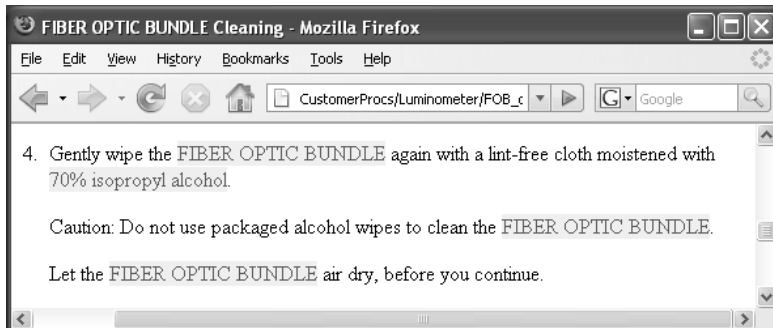 FIBER OPTIC BUNDLE Cleaning - Mozilla Firefox
File Edit View History Bookmarks Tools Help
CustomerProcs/Luminometer/FOB_c G Google
4. Gently wipe the FIBER OPTIC BUNDLE again with a lint-free cloth moistened with
70% isopropyl alcohol.
Caution: Do not use packaged alcohol wipes to clean the FIBER OPTIC BUNDLE.
Let the FIBER OPTIC BUNDLE air dry, before you continue.